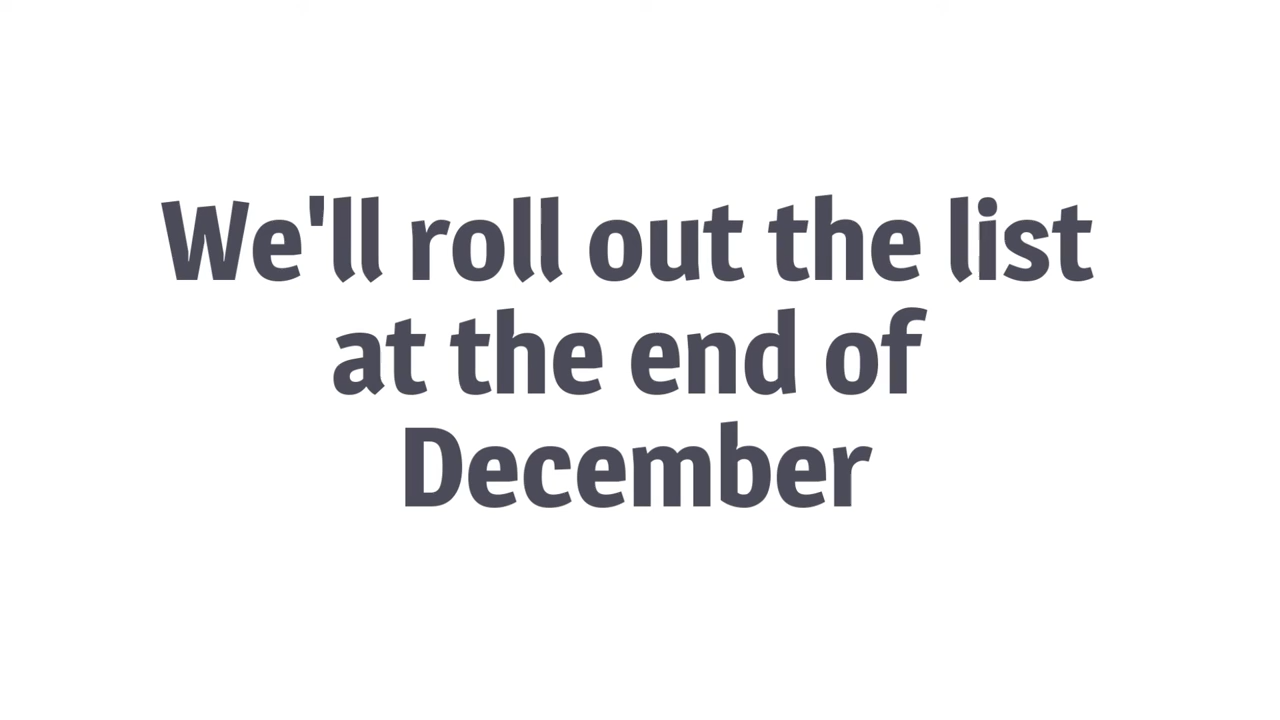 We'll roll out the list
at the end of
December